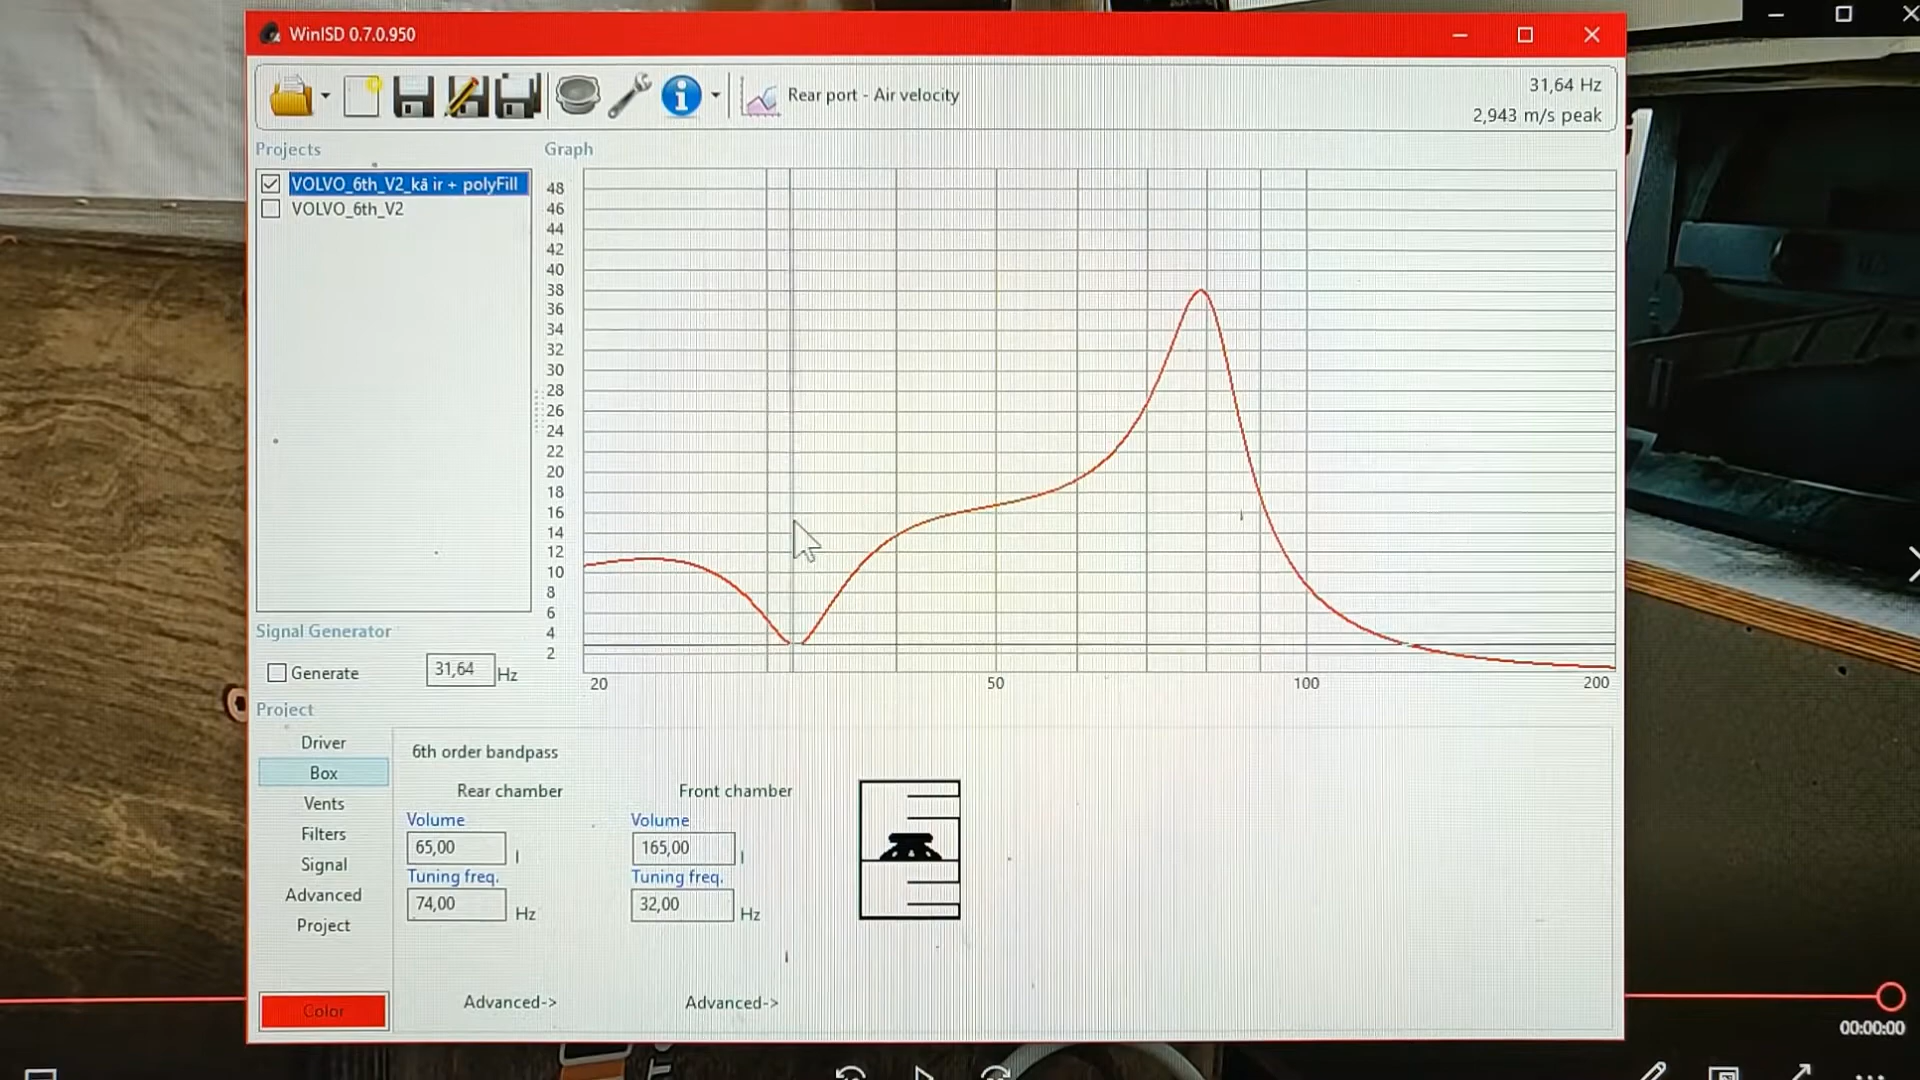 WinISD 0.7.0.950
Rear port - Air velocity
31,64 Hz
2,943 m/s peak
Projects
Graph
VOLVO_6th_V2_kā ir + polyFill
VOLVO_6th_V2
48
46
44
42
40
38
36
34
32
30
28
26
24
22
20
18
16
14
12
10
8
6
4
2
20
50
100
200
Signal Generator
Generate
31,64 Hz
Project
Driver
Box
Vents
Filters
Signal
Advanced
Project
Color
6th order bandpass
Rear chamber
Front chamber
Volume
Volume
65,00 l
165,00 l
Tuning freq.
Tuning freq.
74,00 Hz
32,00 Hz
Advanced->
Advanced->
00:00:00